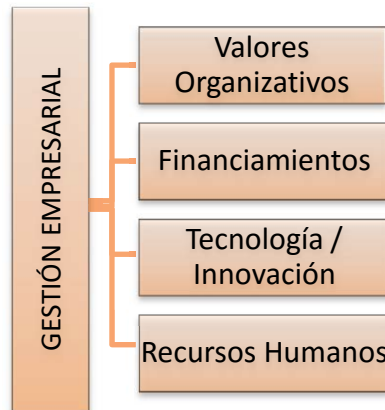 GESTIÓN EMPRESARIAL
Valores
Organizativos
Financiamientos
Tecnología /
Innovación
Recursos Humanos